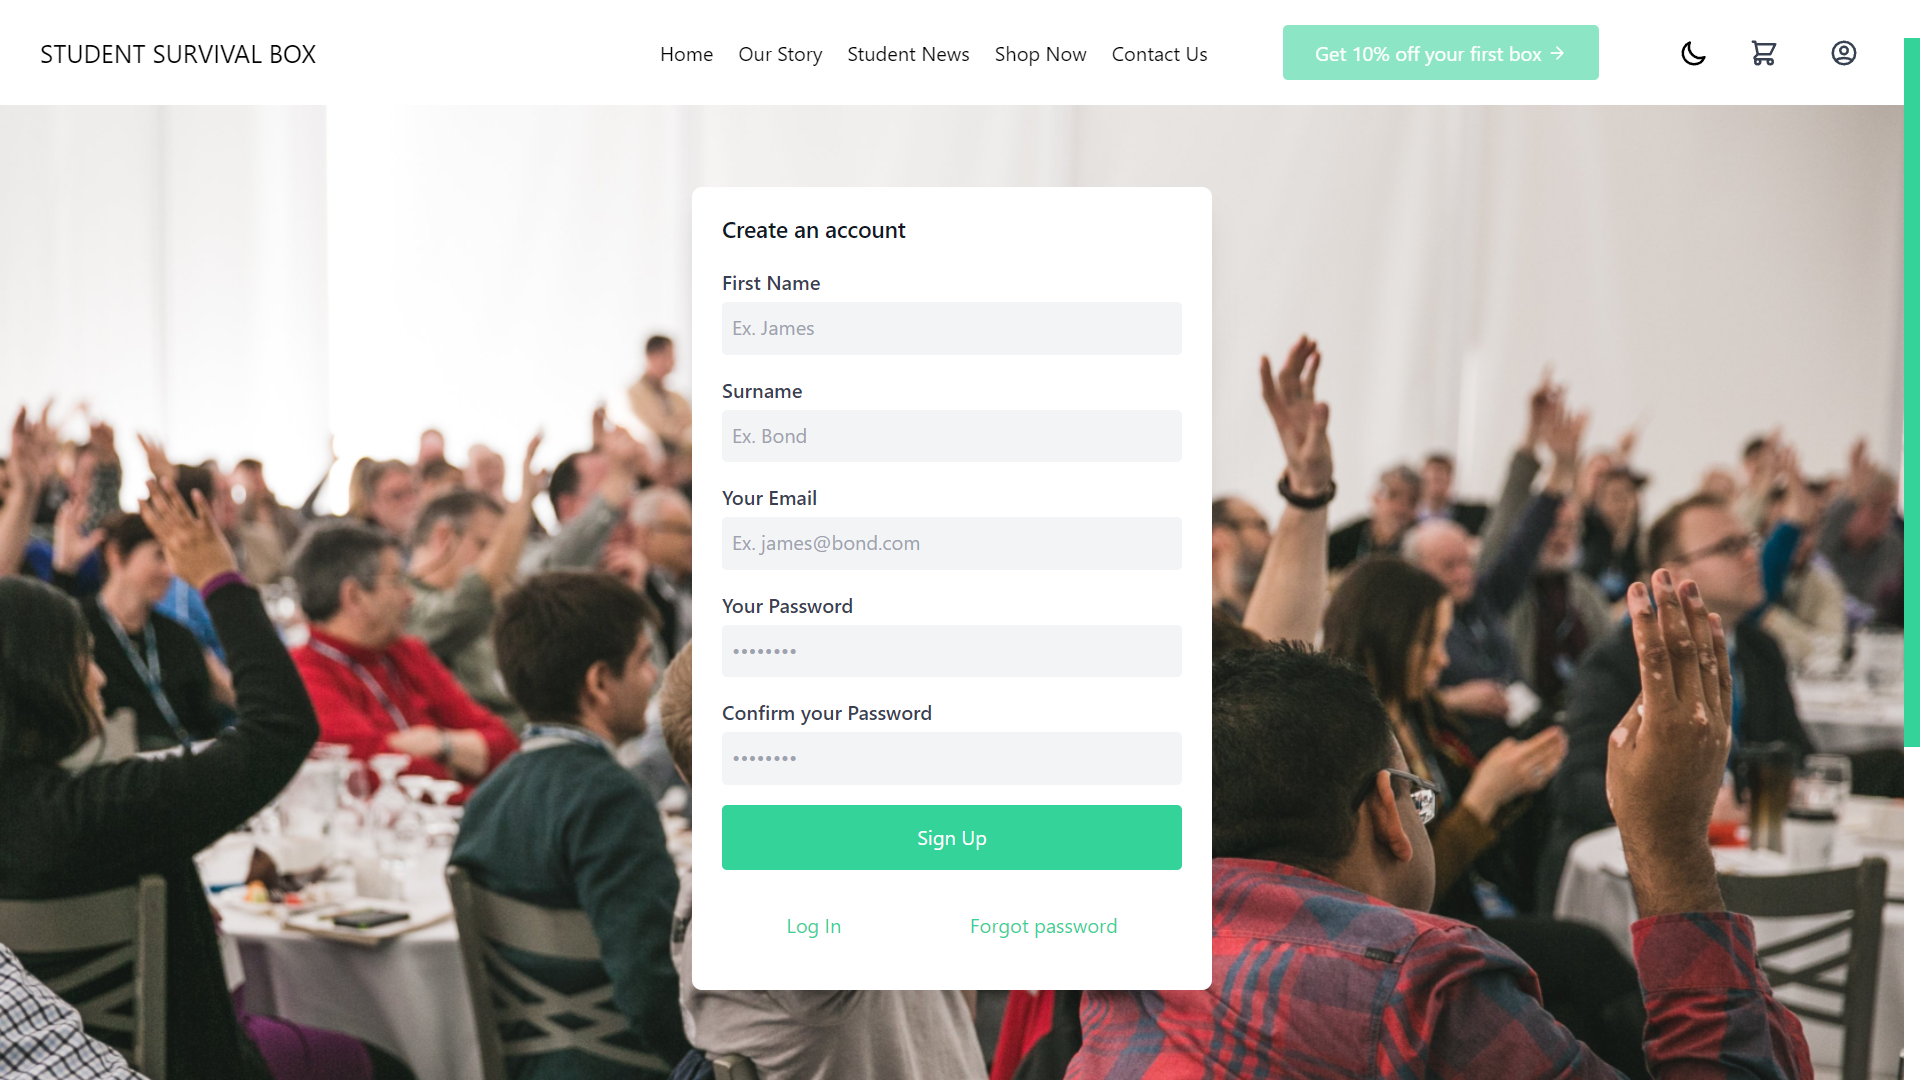 STUDENT SURVIVAL BOX
Home Our Story Student News Shop Now Contact Us
Get 10% off your first box →
Create an account
First Name
Ex. James
Surname
Ex. Bond
Your Email
Ex. james@bond.com
Your Password
••••••••
Confirm your Password
••••••••
Sign Up
Log In Forgot password